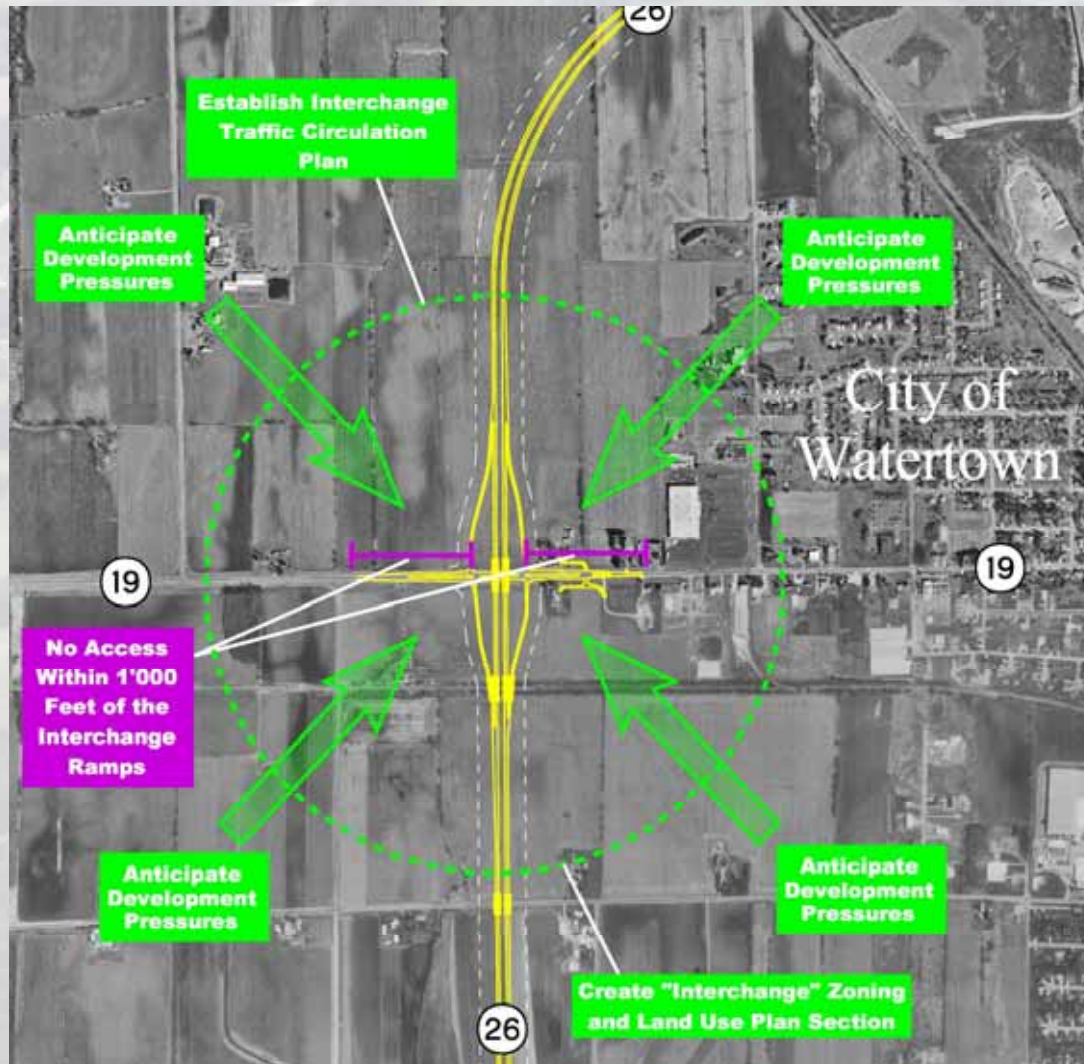 26
Establish Interchange
Traffic Circulation
Plan
Anticipate
Development
Pressures
Anticipate
Development
Pressures
City of
Watertown
19
19
No Access
Within 1'000
Feet of the
Interchange
Ramps
Anticipate
Development
Pressures
Anticipate
Development
Pressures
Create "Interchange" Zoning
and Land Use Plan Section
26